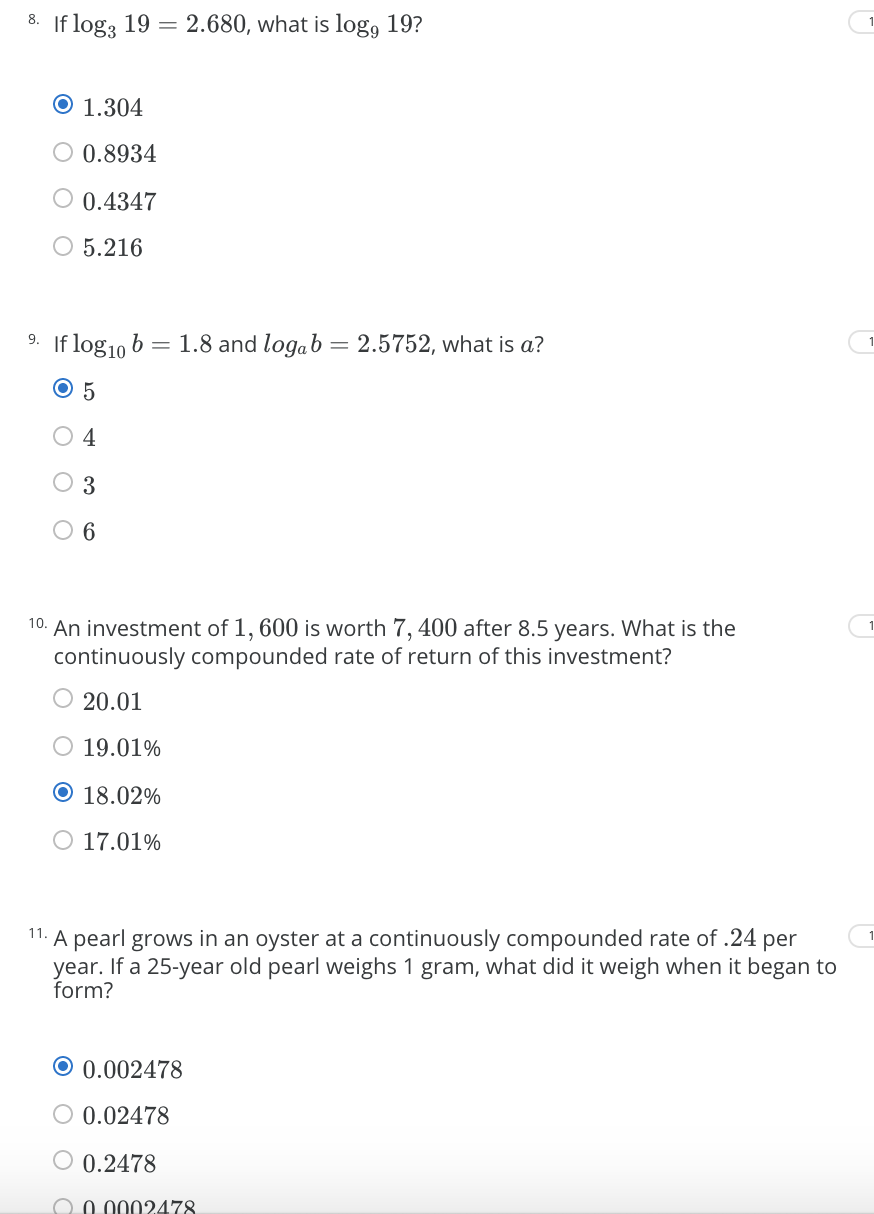 8. If log₃ 19 = 2.680, what is log₉ 19?
1
1.304
0.8934
0.4347
5.216
9. If log₁₀ b = 1.8 and logₐb = 2.5752, what is a?
1
5
4
3
6
10. An investment of 1, 600 is worth 7, 400 after 8.5 years. What is the
1
continuously compounded rate of return of this investment?
20.01
19.01%
18.02%
17.01%
11. A pearl grows in an oyster at a continuously compounded rate of .24 per
1
year. If a 25-year old pearl weighs 1 gram, what did it weigh when it began to
form?
0.002478
0.02478
0.2478
0.0002478